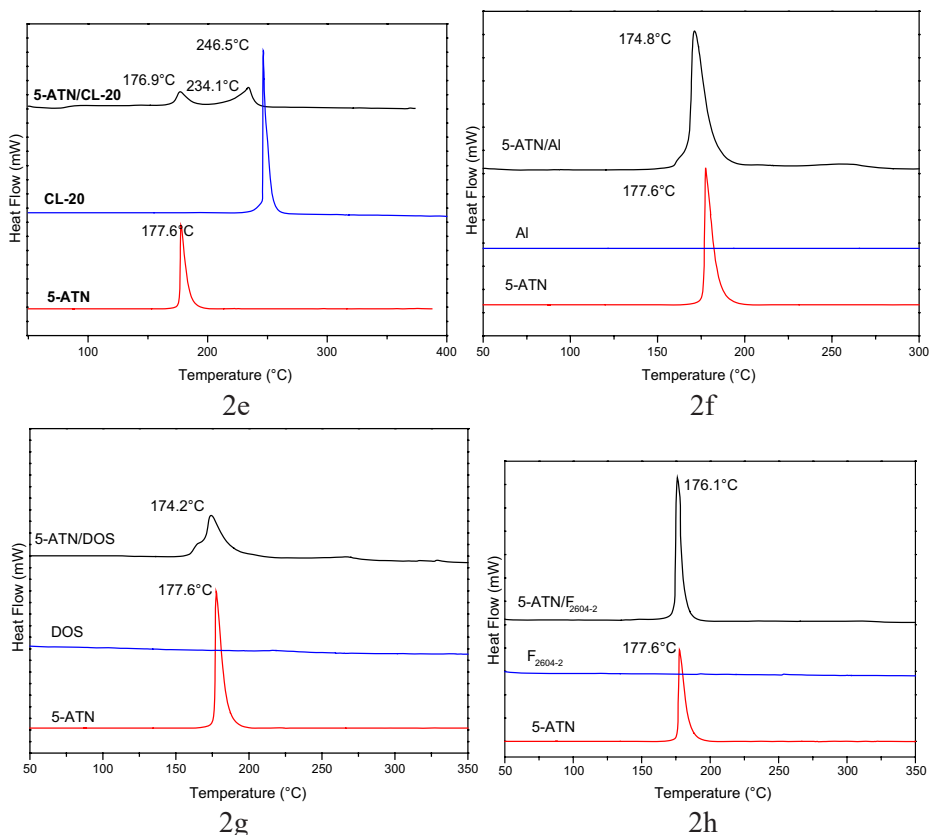 246.5°C
176.9°C
234.1°C
5-ATN/CL-20
CL-20
177.6°C
5-ATN
Heat Flow (mW)
100 150 200 250 300 350 400
Temperature (°C)
2e
174.8°C
5-ATN/Al
177.6°C
Al
5-ATN
Heat Flow (mW)
50 100 150 200 250 300
Temperature (°C)
2f
174.2°C
5-ATN/DOS
177.6°C
DOS
5-ATN
Heat Flow (mW)
50 100 150 200 250 300 350
Temperature (°C)
2g
176.1°C
5-ATN/F2604-2
F2604-2
177.6°C
5-ATN
Heat Flow (mW)
50 100 150 200 250 300 350
Temperature (°C)
2h